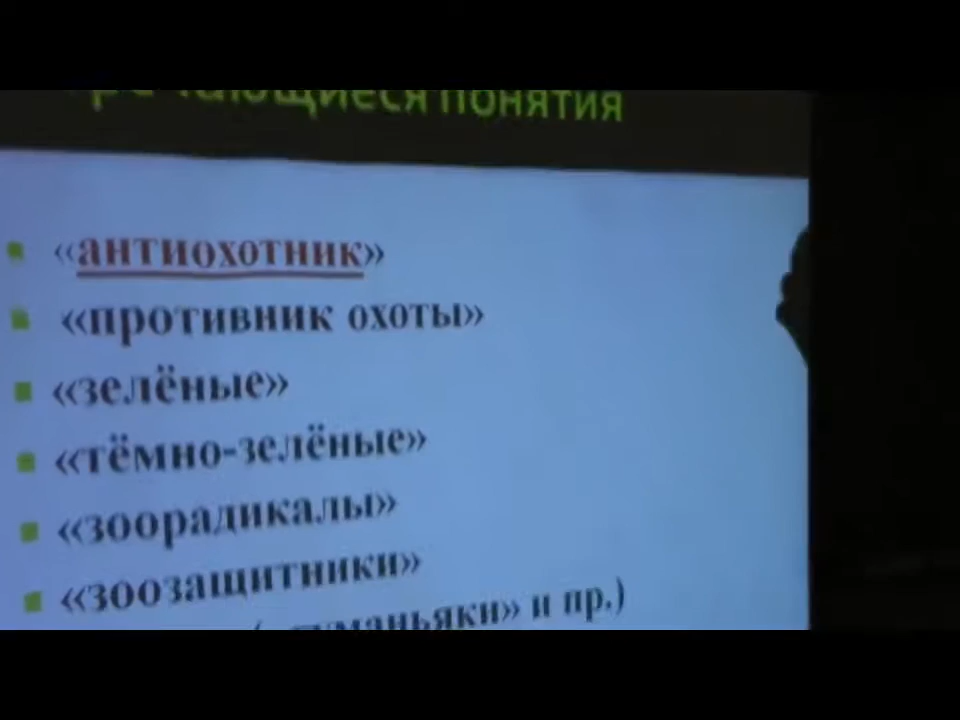 понятия
«антиохотник»
«противник охоты»
«зелёные»
«тёмно-зелёные»
«зоорадикалы»
«зоозащитники»
и пр.)